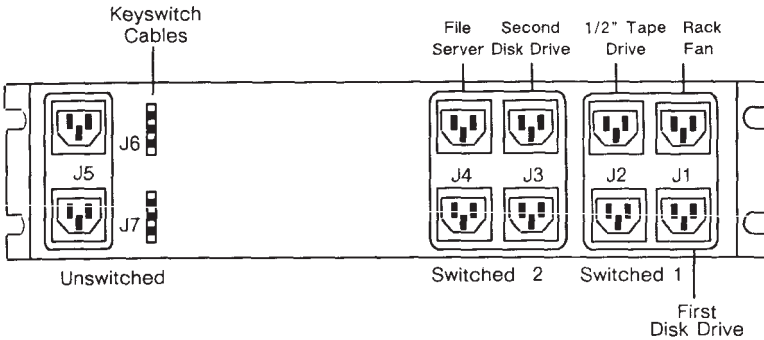 Keyswitch
Cables
File
Server
Second
Disk Drive
1/2" Tape
Drive
Rack
Fan
J6
J5
J4
J3
J2
J1
J7
Unswitched
Switched 2
Switched 1
First
Disk Drive